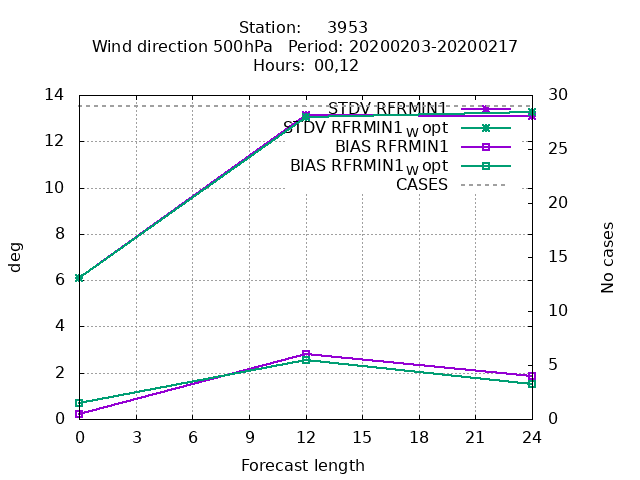 Station: 3953
Wind direction 500hPa Period: 20200203-20200217
Hours: 00,12
14
12
10
8
6
4
2
0
30
25
20
15
10
5
0
STDV RFRMIN1
STDV RFRMIN1_W opt
BIAS RFRMIN1
BIAS RFRMIN1_W opt
CASES
deg
No cases
0 3 6 9 12 15 18 21 24
Forecast length